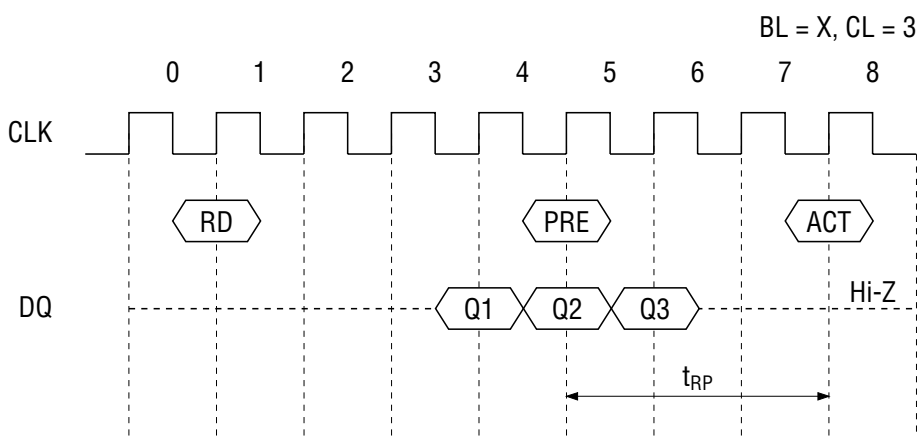 BL = X, CL = 3
0 1 2 3 4 5 6 7 8
CLK
RD PRE ACT
DQ Q1 Q2 Q3 Hi-Z
tRP